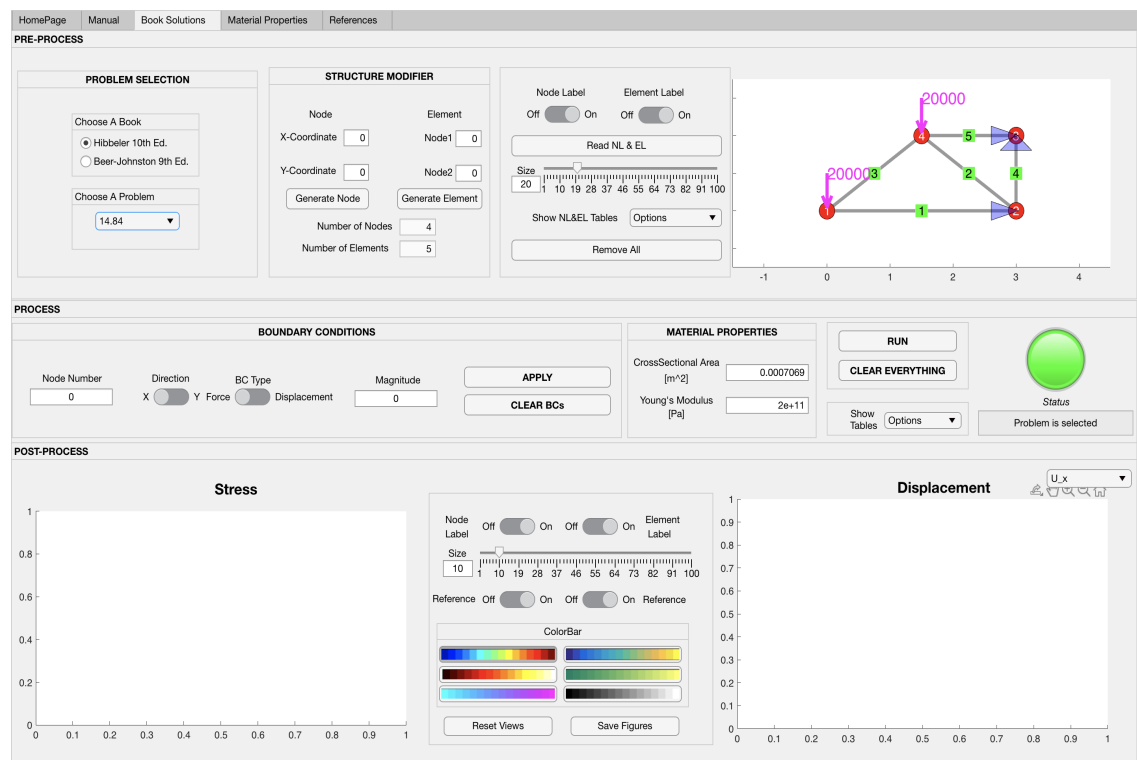 HomePage Manual Book Solutions Material Properties References
PRE-PROCESS
PROBLEM SELECTION
Choose A Book
Hibbeler 10th Ed.
Beer-Johnston 9th Ed.
Choose A Problem
14.84
STRUCTURE MODIFIER
Node Element
X-Coordinate 0 Node1 0
Y-Coordinate 0 Node2 0
Generate Node Generate Element
Number of Nodes 4
Number of Elements 5
Node Label Element Label
Off On Off On
Read NL & EL
Size
20
1 10 19 28 37 46 55 64 73 82 91 100
Show NL&EL Tables Options
Remove All
20000
4 5 3
20000 3 2 4
1 1 2
-1 0 1 2 3 4
PROCESS
BOUNDARY CONDITIONS
Node Number Direction BC Type Magnitude
0 X Y Force Displacement 0
APPLY
CLEAR BCs
MATERIAL PROPERTIES
CrossSectional Area
[m^2] 0.0007069
Young's Modulus
[Pa] 2e+11
RUN
CLEAR EVERYTHING
Show
Tables Options
Status
Problem is selected
POST-PROCESS
Stress
1
0.8
0.6
0.4
0.2
0
0 0.1 0.2 0.3 0.4 0.5 0.6 0.7 0.8 0.9 1
Node
Label Off On Off On Element
Label
Size
10
1 10 19 28 37 46 55 64 73 82 91 100
Reference Off On Off On Reference
ColorBar
Reset Views Save Figures
Displacement
U_x
1
0.9
0.8
0.7
0.6
0.5
0.4
0.3
0.2
0.1
0
0 0.1 0.2 0.3 0.4 0.5 0.6 0.7 0.8 0.9 1